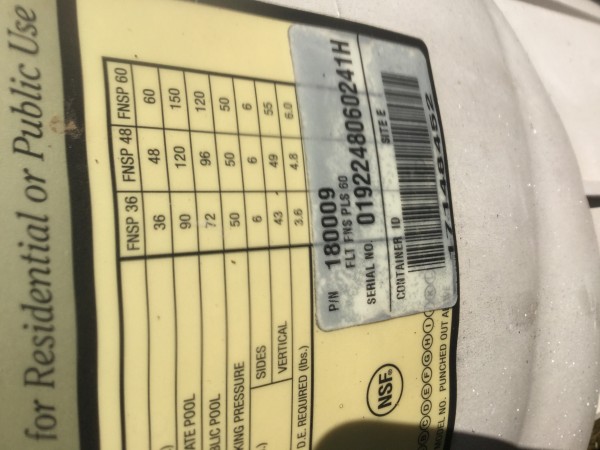 for Residential or Public Use
FNSP 36 FNSP 48 FNSP 60
36 48 60
ATE POOL 90 120 150
BLIC POOL 72 96 120
KING PRESSURE 50 50 50
SIDES 6 6 6
VERTICAL 43 49 55
D.E. REQUIRED (lbs.) 3.6 4.8 6.0
P/N 180009
FLT FNS PLS 60
SERIAL NO. 0192248060241H
CONTAINER ID SITE E
17148452
NSF®
BCDEFGHI
MODEL NO. PUNCHED OUT